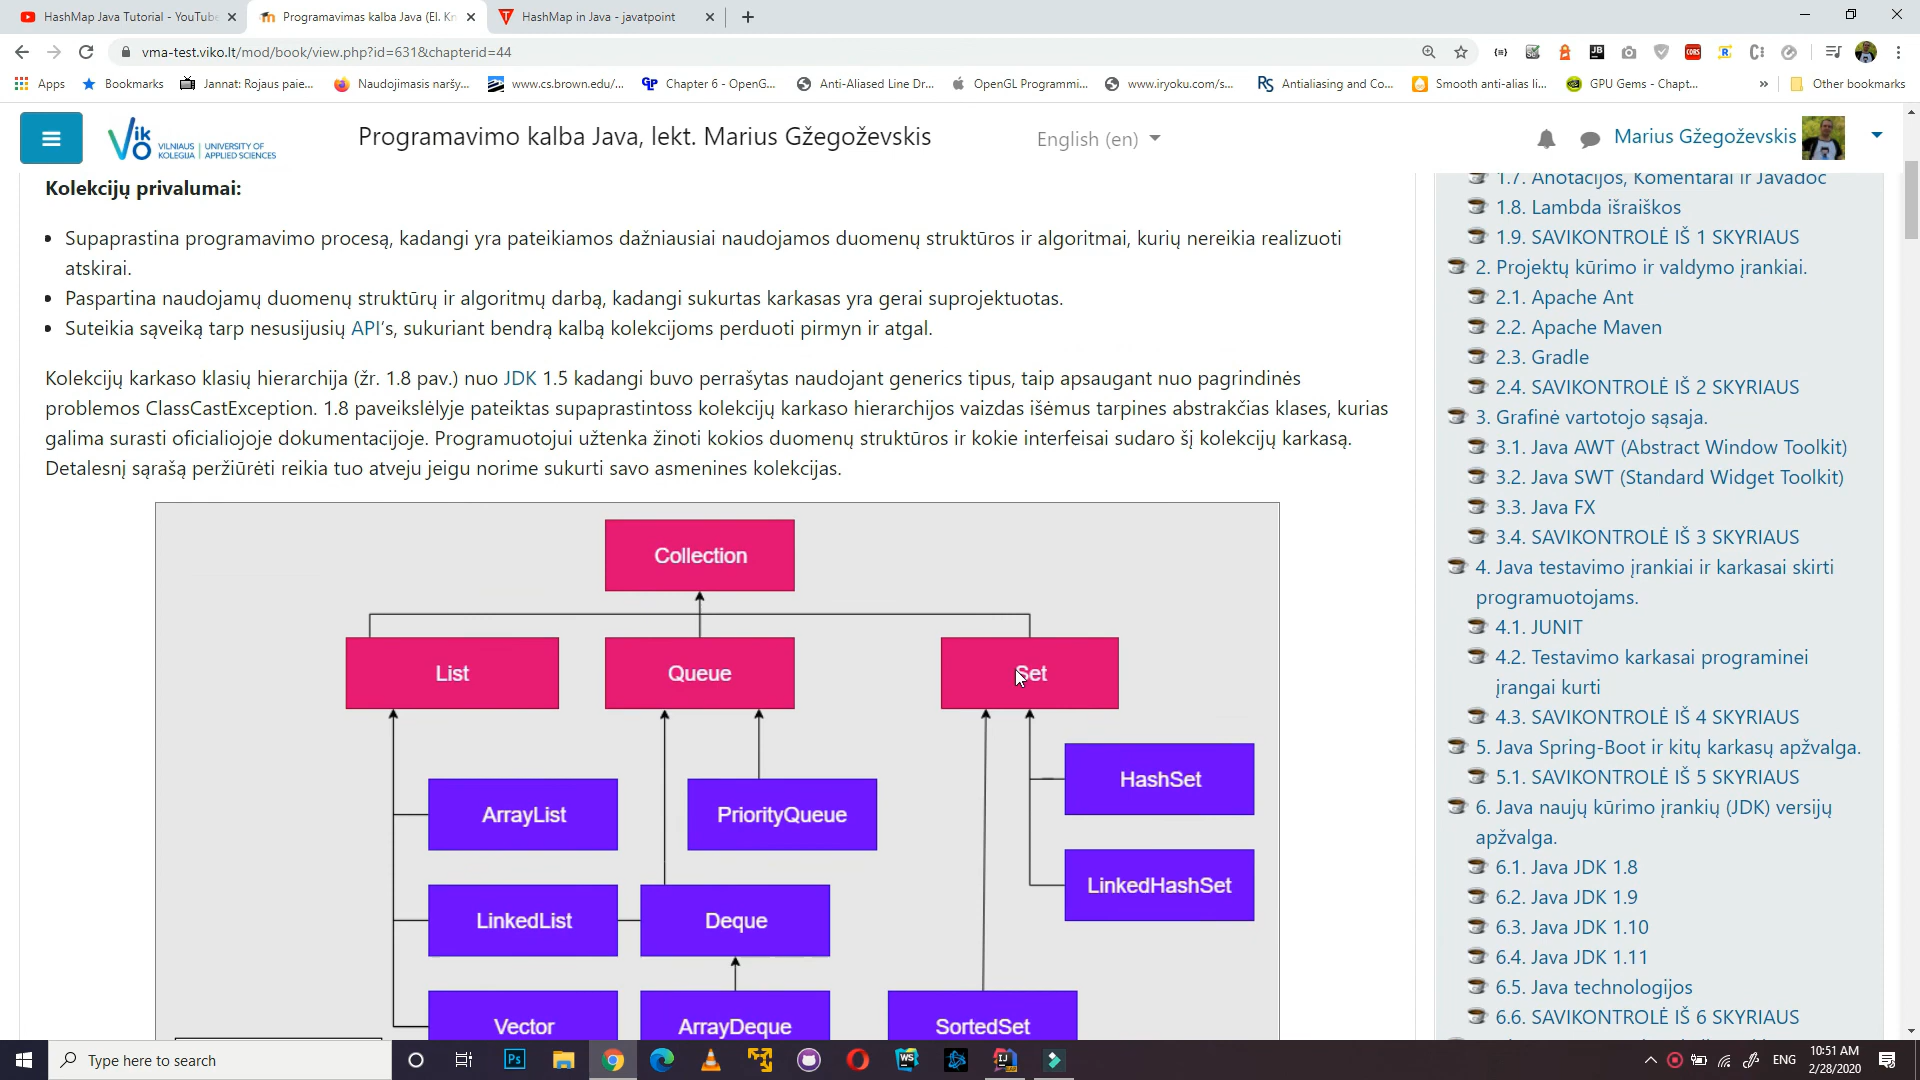 HashMap Java Tutorial - YouTube
Programavimas kalba Java (El. Kn
HashMap in Java - javatpoint
vma-test.viko.lt/mod/book/view.php?id=631&chapterid=44
Apps
Bookmarks
Jannat: Rojaus paie...
Naudojimasis naršy...
www.cs.brown.edu/...
Chapter 6 - OpenG...
Anti-Aliased Line Dr...
OpenGL Programmi...
www.iryoku.com/s...
Antialiasing and Co...
Smooth anti-alias li...
GPU Gems - Chapt...
Other bookmarks
VILNIAUS KOLEGIJA
UNIVERSITY OF APPLIED SCIENCES
Programavimo kalba Java, lekt. Marius Gžegoževskis
English (en)
Marius Gžegoževskis
Kolekcijų privalumai:
Supaprastina programavimo procesą, kadangi yra pateikiamos dažniausiai naudojamos duomenų struktūros ir algoritmai, kurių nereikia realizuoti
atskirai.
Paspartina naudojamų duomenų struktūrų ir algoritmų darbą, kadangi sukurtas karkasas yra gerai suprojektuotas.
Suteikia sąveiką tarp nesusijusių API's, sukuriant bendrą kalbą kolekcijoms perduoti pirmyn ir atgal.
Kolekcijų karkaso klasių hierarchija (žr. 1.8 pav.) nuo JDK 1.5 kadangi buvo perrašytas naudojant generics tipus, taip apsaugant nuo pagrindinės
problemos ClassCastException. 1.8 paveikslėlyje pateiktas supaprastintoss kolekcijų karkaso hierarchijos vaizdas išėmus tarpines abstrakčias klases, kurias
galima surasti oficialiojoje dokumentacijoje. Programuotojui užtenka žinoti kokios duomenų struktūros ir kokie interfeisai sudaro šį kolekcijų karkasą.
Detalesnį sąrašą peržiūrėti reikia tuo atveju jeigu norime sukurti savo asmenines kolekcijas.
Collection
List
Queue
Set
HashSet
ArrayList
PriorityQueue
LinkedHashSet
LinkedList
Deque
Vector
ArrayDeque
SortedSet
1.7. Anotacijos, Komentarai ir Javadoc
1.8. Lambda išraiškos
1.9. SAVIKONTROLĖ IŠ 1 SKYRIAUS
2. Projektų kūrimo ir valdymo įrankiai.
2.1. Apache Ant
2.2. Apache Maven
2.3. Gradle
2.4. SAVIKONTROLĖ IŠ 2 SKYRIAUS
3. Grafinė vartotojo sąsaja.
3.1. Java AWT (Abstract Window Toolkit)
3.2. Java SWT (Standard Widget Toolkit)
3.3. Java FX
3.4. SAVIKONTROLĖ IŠ 3 SKYRIAUS
4. Java testavimo įrankiai ir karkasai skirti
programuotojams.
4.1. JUNIT
4.2. Testavimo karkasai programinei
įrangai kurti
4.3. SAVIKONTROLĖ IŠ 4 SKYRIAUS
5. Java Spring-Boot ir kitų karkasų apžvalga.
5.1. SAVIKONTROLĖ IŠ 5 SKYRIAUS
6. Java naujų kūrimo įrankių (JDK) versijų
apžvalga.
6.1. Java JDK 1.8
6.2. Java JDK 1.9
6.3. Java JDK 1.10
6.4. Java JDK 1.11
6.5. Java technologijos
6.6. SAVIKONTROLĖ IŠ 6 SKYRIAUS
Type here to search
ENG
10:51 AM
2/28/2020